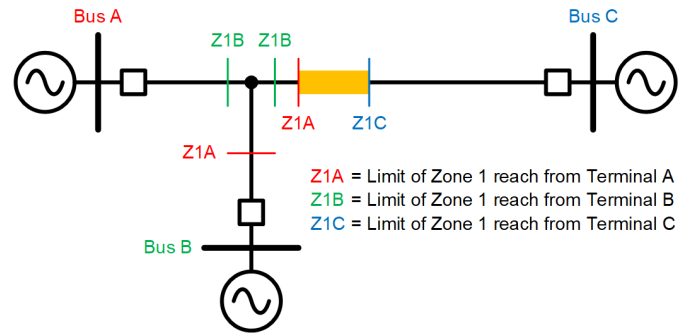 Bus A
Bus C
Z1B
Z1B
Z1A
Z1C
Z1A
Z1A = Limit of Zone 1 reach from Terminal A
Z1B = Limit of Zone 1 reach from Terminal B
Z1C = Limit of Zone 1 reach from Terminal C
Bus B